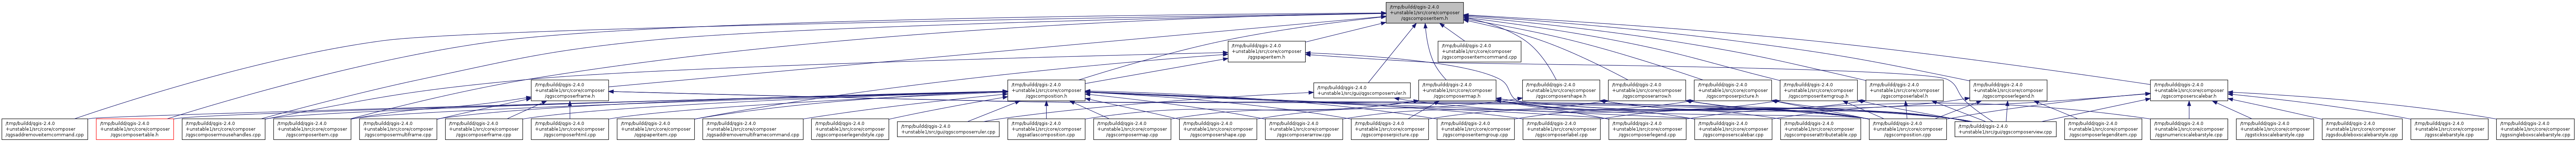 /tmp/buildd/qgis-2.4.0
+unstable1/src/core/composer
/qgscomposeritem.h
/tmp/buildd/qgis-2.4.0
+unstable1/src/core/composer
/qgspaperitem.h
/tmp/buildd/qgis-2.4.0
+unstable1/src/core/composer
/qgscomposeritemcommand.cpp
/tmp/buildd/qgis-2.4.0
+unstable1/src/core/composer
/qgscomposerframe.h
/tmp/buildd/qgis-2.4.0
+unstable1/src/core/composer
/qgscomposition.h
/tmp/buildd/qgis-2.4.0
+unstable1/src/gui/qgscomposerruler.h
/tmp/buildd/qgis-2.4.0
+unstable1/src/core/composer
/qgscomposermap.h
/tmp/buildd/qgis-2.4.0
+unstable1/src/core/composer
/qgscomposershape.h
/tmp/buildd/qgis-2.4.0
+unstable1/src/core/composer
/qgscomposerarrow.h
/tmp/buildd/qgis-2.4.0
+unstable1/src/core/composer
/qgscomposerpicture.h
/tmp/buildd/qgis-2.4.0
+unstable1/src/core/composer
/qgscomposeritemgroup.h
/tmp/buildd/qgis-2.4.0
+unstable1/src/core/composer
/qgscomposerlabel.h
/tmp/buildd/qgis-2.4.0
+unstable1/src/core/composer
/qgscomposerlegend.h
/tmp/buildd/qgis-2.4.0
+unstable1/src/core/composer
/qgscomposerscalebar.h
/tmp/buildd/qgis-2.4.0
+unstable1/src/core/composer
/qgsaddremoveitemcommand.cpp
/tmp/buildd/qgis-2.4.0
+unstable1/src/core/composer
/qgscomposertable.h
/tmp/buildd/qgis-2.4.0
+unstable1/src/core/composer
/qgscomposermousehandles.cpp
/tmp/buildd/qgis-2.4.0
+unstable1/src/core/composer
/qgscomposeritem.cpp
/tmp/buildd/qgis-2.4.0
+unstable1/src/core/composer
/qgscomposermultiframe.cpp
/tmp/buildd/qgis-2.4.0
+unstable1/src/core/composer
/qgscomposerframe.cpp
/tmp/buildd/qgis-2.4.0
+unstable1/src/core/composer
/qgscomposerhtml.cpp
/tmp/buildd/qgis-2.4.0
+unstable1/src/core/composer
/qgspaperitem.cpp
/tmp/buildd/qgis-2.4.0
+unstable1/src/core/composer
/qgsaddremovemultiframecommand.cpp
/tmp/buildd/qgis-2.4.0
+unstable1/src/core/composer
/qgscomposerlegendstyle.cpp
/tmp/buildd/qgis-2.4.0
+unstable1/src/gui/qgscomposerruler.cpp
/tmp/buildd/qgis-2.4.0
+unstable1/src/core/composer
/qgsatlascomposition.cpp
/tmp/buildd/qgis-2.4.0
+unstable1/src/core/composer
/qgscomposermap.cpp
/tmp/buildd/qgis-2.4.0
+unstable1/src/core/composer
/qgscomposershape.cpp
/tmp/buildd/qgis-2.4.0
+unstable1/src/core/composer
/qgscomposerarrow.cpp
/tmp/buildd/qgis-2.4.0
+unstable1/src/core/composer
/qgscomposerpicture.cpp
/tmp/buildd/qgis-2.4.0
+unstable1/src/core/composer
/qgscomposeritemgroup.cpp
/tmp/buildd/qgis-2.4.0
+unstable1/src/core/composer
/qgscomposerlabel.cpp
/tmp/buildd/qgis-2.4.0
+unstable1/src/core/composer
/qgscomposerlegend.cpp
/tmp/buildd/qgis-2.4.0
+unstable1/src/core/composer
/qgscomposerscalebar.cpp
/tmp/buildd/qgis-2.4.0
+unstable1/src/core/composer
/qgscomposerattributetable.cpp
/tmp/buildd/qgis-2.4.0
+unstable1/src/core/composer
/qgscomposition.cpp
/tmp/buildd/qgis-2.4.0
+unstable1/src/gui/qgscomposerview.cpp
/tmp/buildd/qgis-2.4.0
+unstable1/src/core/composer
/qgscomposerlegenditem.cpp
/tmp/buildd/qgis-2.4.0
+unstable1/src/core/composer
/qgsnumericscalebarstyle.cpp
/tmp/buildd/qgis-2.4.0
+unstable1/src/core/composer
/qgsticksscalebarstyle.cpp
/tmp/buildd/qgis-2.4.0
+unstable1/src/core/composer
/qgsdoubleboxscalebarstyle.cpp
/tmp/buildd/qgis-2.4.0
+unstable1/src/core/composer
/qgsscalebarstyle.cpp
/tmp/buildd/qgis-2.4.0
+unstable1/src/core/composer
/qgssingleboxscalebarstyle.cpp